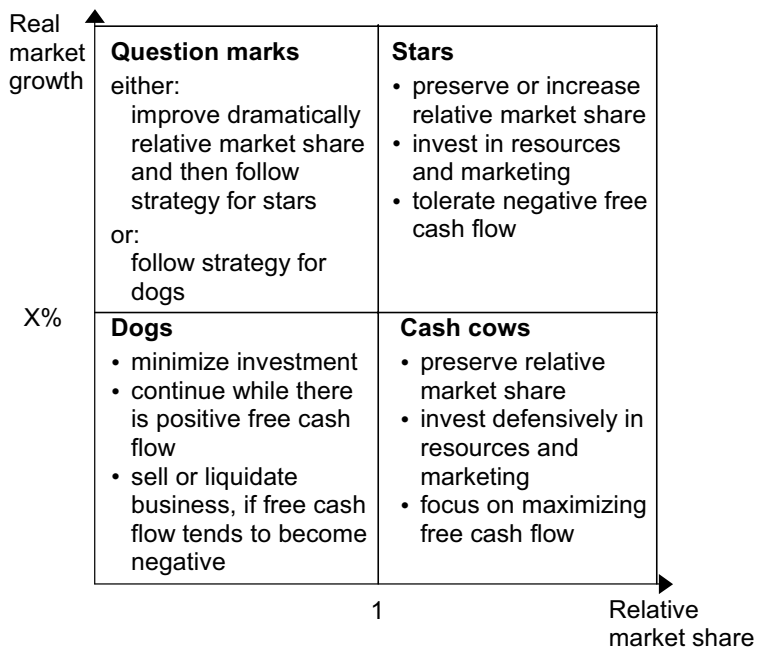 Real
market
growth
Question marks
either:
improve dramatically
relative market share
and then follow
strategy for stars
or:
follow strategy for
dogs
Stars
• preserve or increase
relative market share
• invest in resources
and marketing
• tolerate negative free
cash flow
X%
Dogs
• minimize investment
• continue while there
is positive free cash
flow
• sell or liquidate
business, if free cash
flow tends to become
negative
Cash cows
• preserve relative
market share
• invest defensively in
resources and
marketing
• focus on maximizing
free cash flow
1
Relative
market share